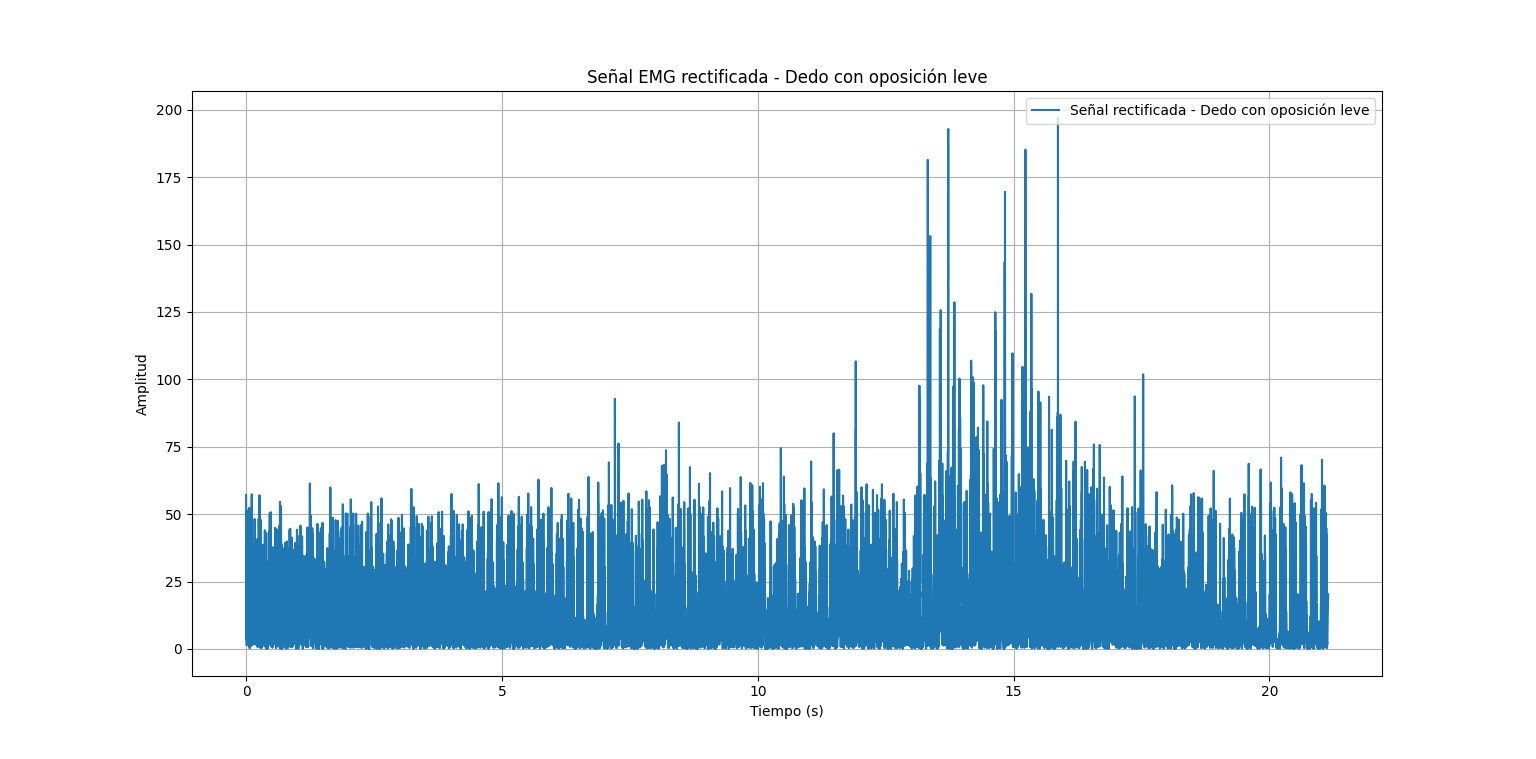 Señal EMG rectificada - Dedo con oposición leve
Señal rectificada - Dedo con oposición leve
200
175
150
125
100
75
50
25
0
Amplitud
0 5 10 15 20
Tiempo (s)